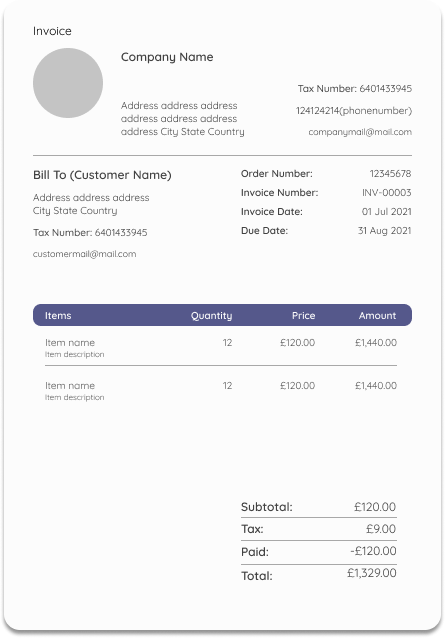 Invoice
Company Name
Tax Number: 6401433945
Address address address
address address address
address City State Country
124124214(phonenumber)
companymail@mail.com
Bill To (Customer Name)
Address address address
City State Country
Tax Number: 6401433945
customermail@mail.com
Order Number: 12345678
Invoice Number: INV-00003
Invoice Date: 01 Jul 2021
Due Date: 31 Aug 2021
Items Quantity Price Amount
Item name 12 £120.00 £1,440.00
Item description
Item name 12 £120.00 £1,440.00
Item description
Subtotal: £120.00
Tax: £9.00
Paid: -£120.00
Total: £1,329.00